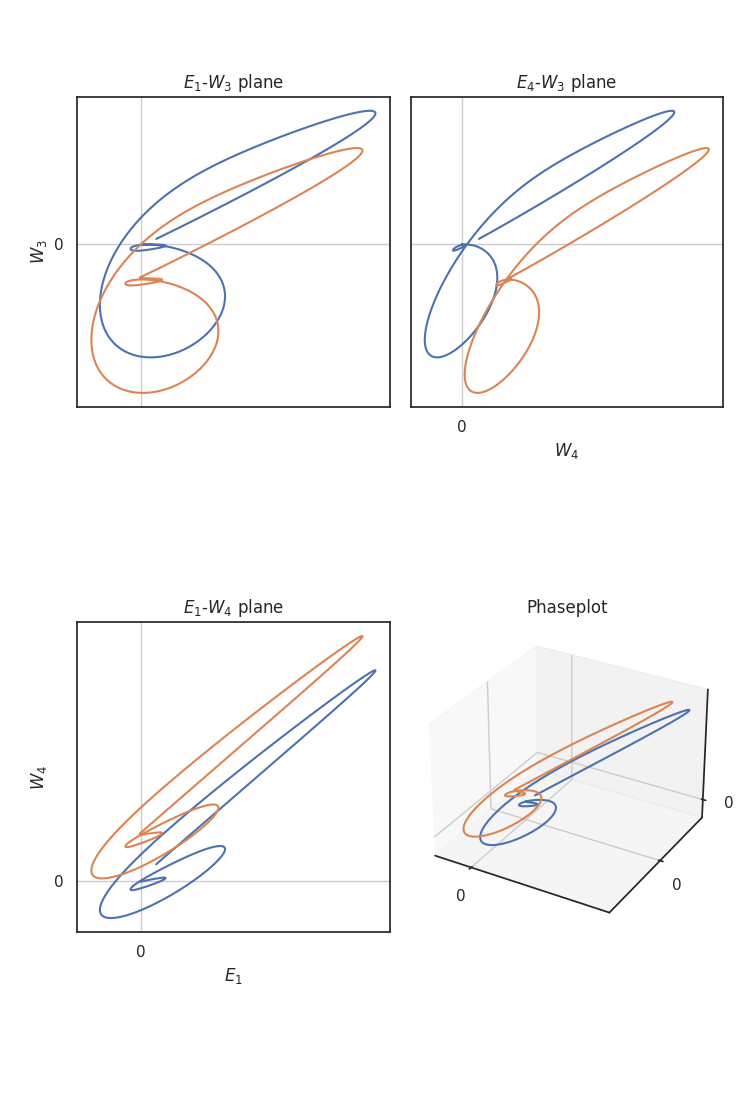 E₁-W₃ plane
E₄-W₃ plane
W₃
0
0
W₄
E₁-W₄ plane
Phaseplot
W₄
0
0
E₁
0
0
0